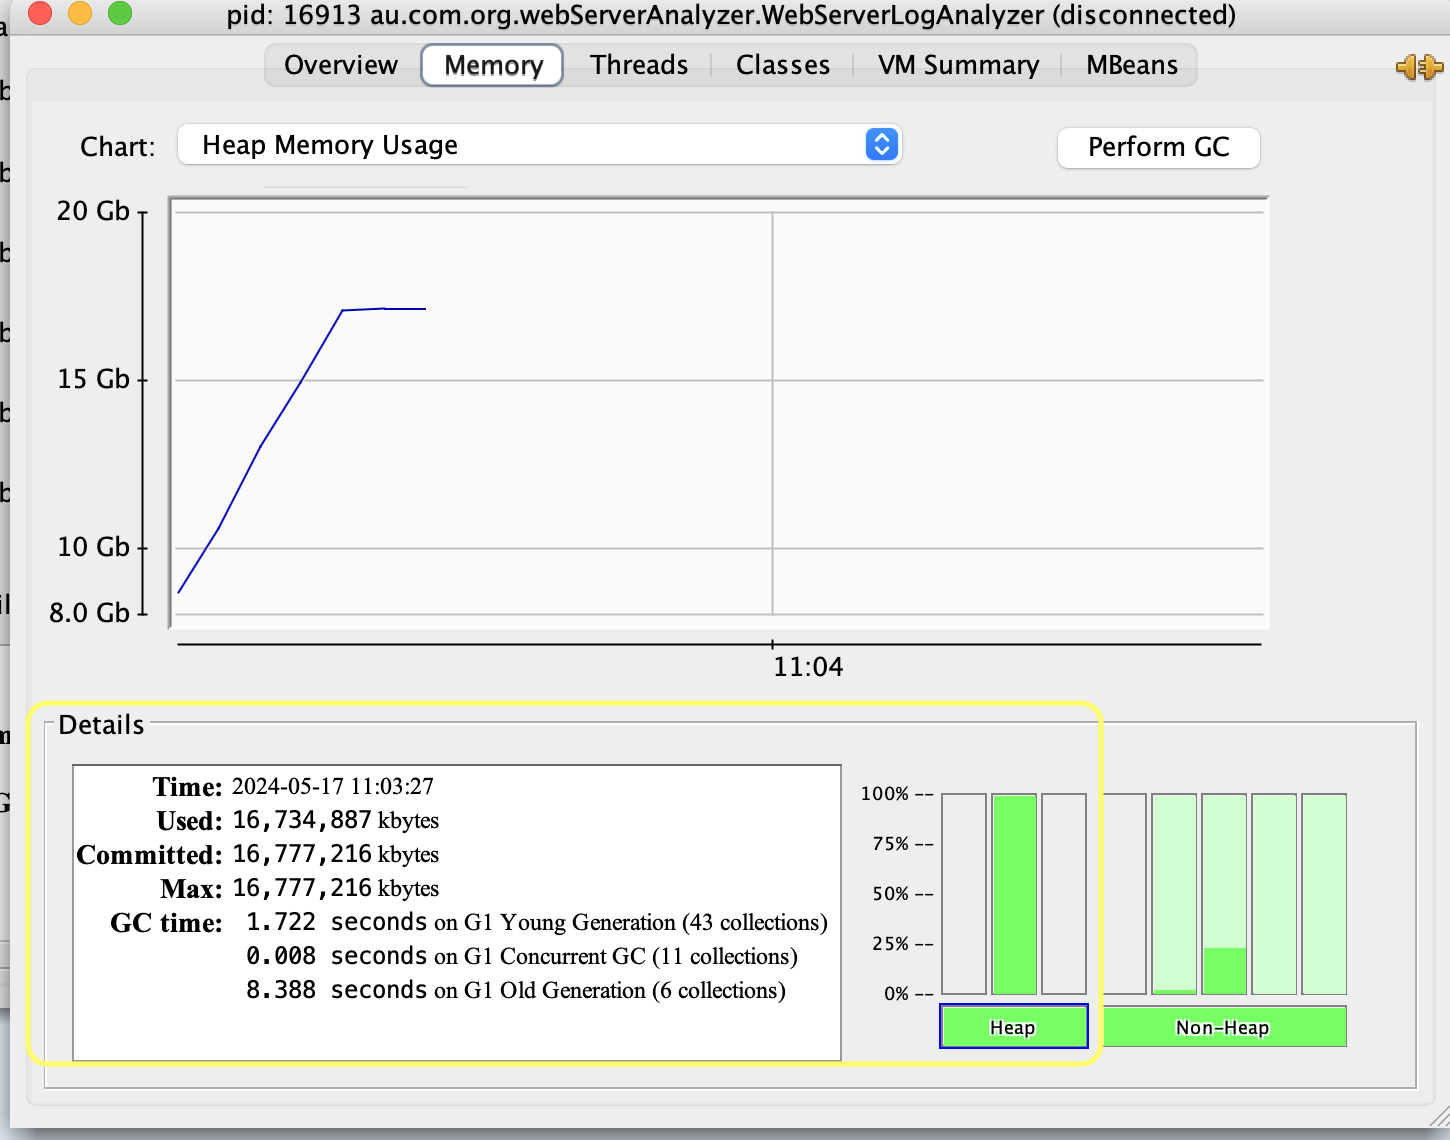 pid: 16913 au.com.org.webServerAnalyzer.WebServerLogAnalyzer (disconnected)
Overview Memory Threads Classes VM Summary MBeans
Chart: Heap Memory Usage Perform GC
20 Gb
15 Gb
10 Gb
8.0 Gb
11:04
Details
Time: 2024-05-17 11:03:27
Used: 16,734,887 kbytes
Committed: 16,777,216 kbytes
Max: 16,777,216 kbytes
GC time: 1.722 seconds on G1 Young Generation (43 collections)
0.008 seconds on G1 Concurrent GC (11 collections)
8.388 seconds on G1 Old Generation (6 collections)
100% --
75% --
50% --
25% --
0% --
Heap Non-Heap